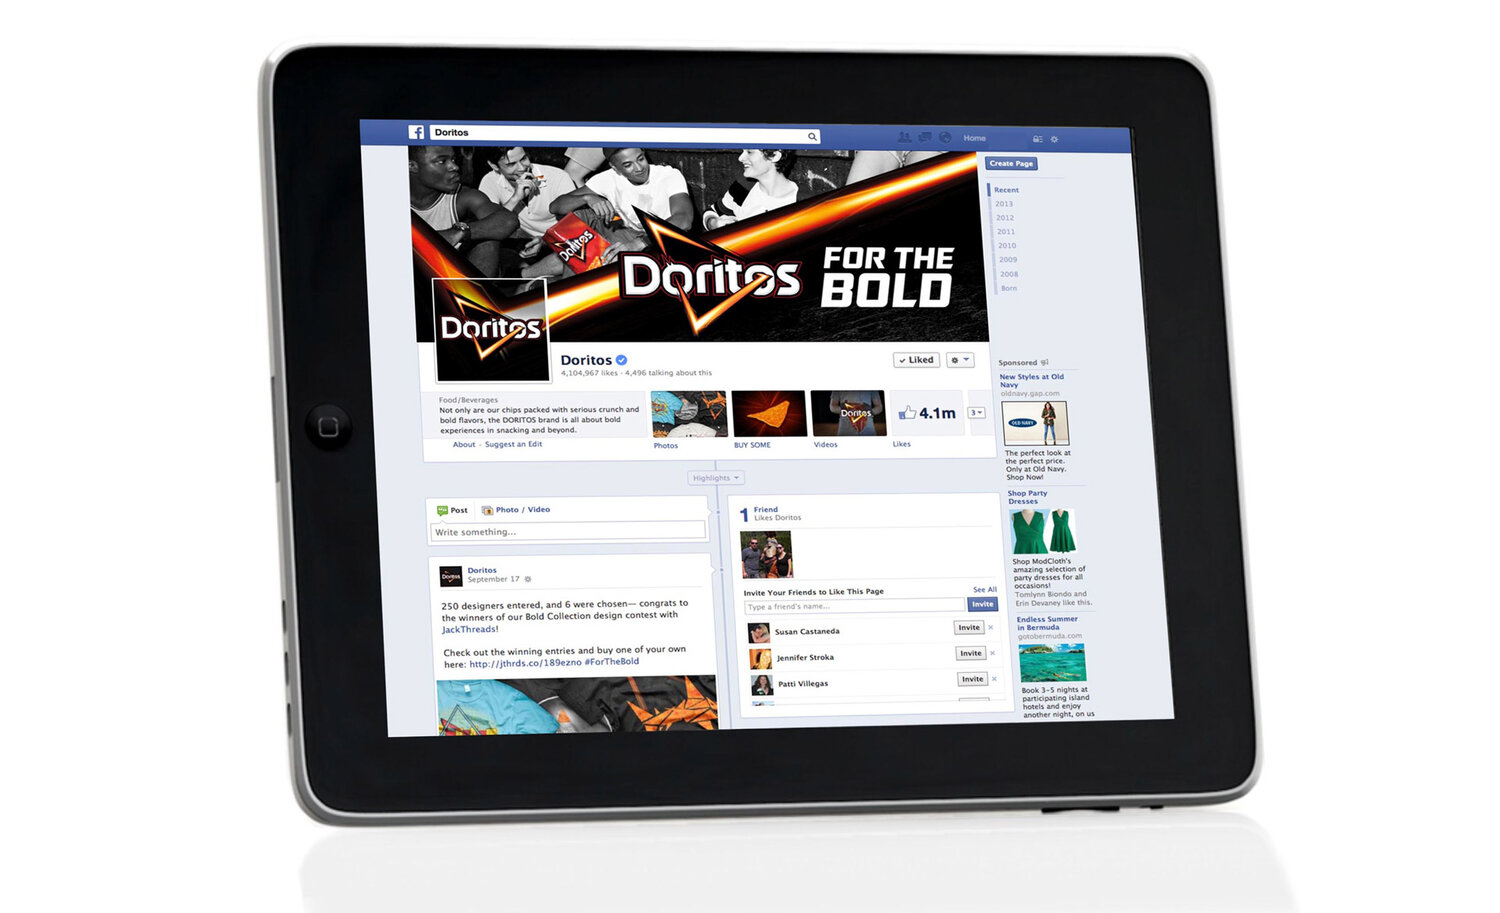 Doritos
Home
Create Page
Recent
2013
2012
2011
2010
2009
2008
Born
Doritos
Doritos
FOR THE
BOLD
Doritos
Doritos
4,104,967 likes · 4,496 talking about this
Liked
Food/Beverages
Not only are our chips packed with serious crunch and
bold flavors, the DORITOS brand is all about bold
experiences in snacking and beyond.
About – Suggest an Edit
Photos
BUY SOME
Doritos
Videos
4.1m
Likes
3
Highlights
Post
Photo / Video
Write something...
Doritos
Doritos
September 17
250 designers entered, and 6 were chosen— congrats to
the winners of our Bold Collection design contest with
JackThreads!
Check out the winning entries and buy one of your own
here: http://jthrds.co/189ezno #ForTheBold
1
Friend
Likes Doritos
Invite Your Friends to Like This Page
See All
Type a friend's name...
Invite
Susan Castaneda
Invite
Jennifer Stroka
Invite
Patti Villegas
Invite
Sponsored
New Styles at Old
Navy
oldnavy.gap.com
OLD NAVY
The perfect look at
the perfect price.
Only at Old Navy.
Shop Now!
Shop Party
Dresses
Shop ModCloth's
amazing selection of
party dresses for all
occasions!
Tomlynn Biondo and
Erin Devaney like this.
Endless Summer
in Bermuda
gotobermuda.com
Book 3–5 nights at
participating island
hotels and enjoy
another night, on us